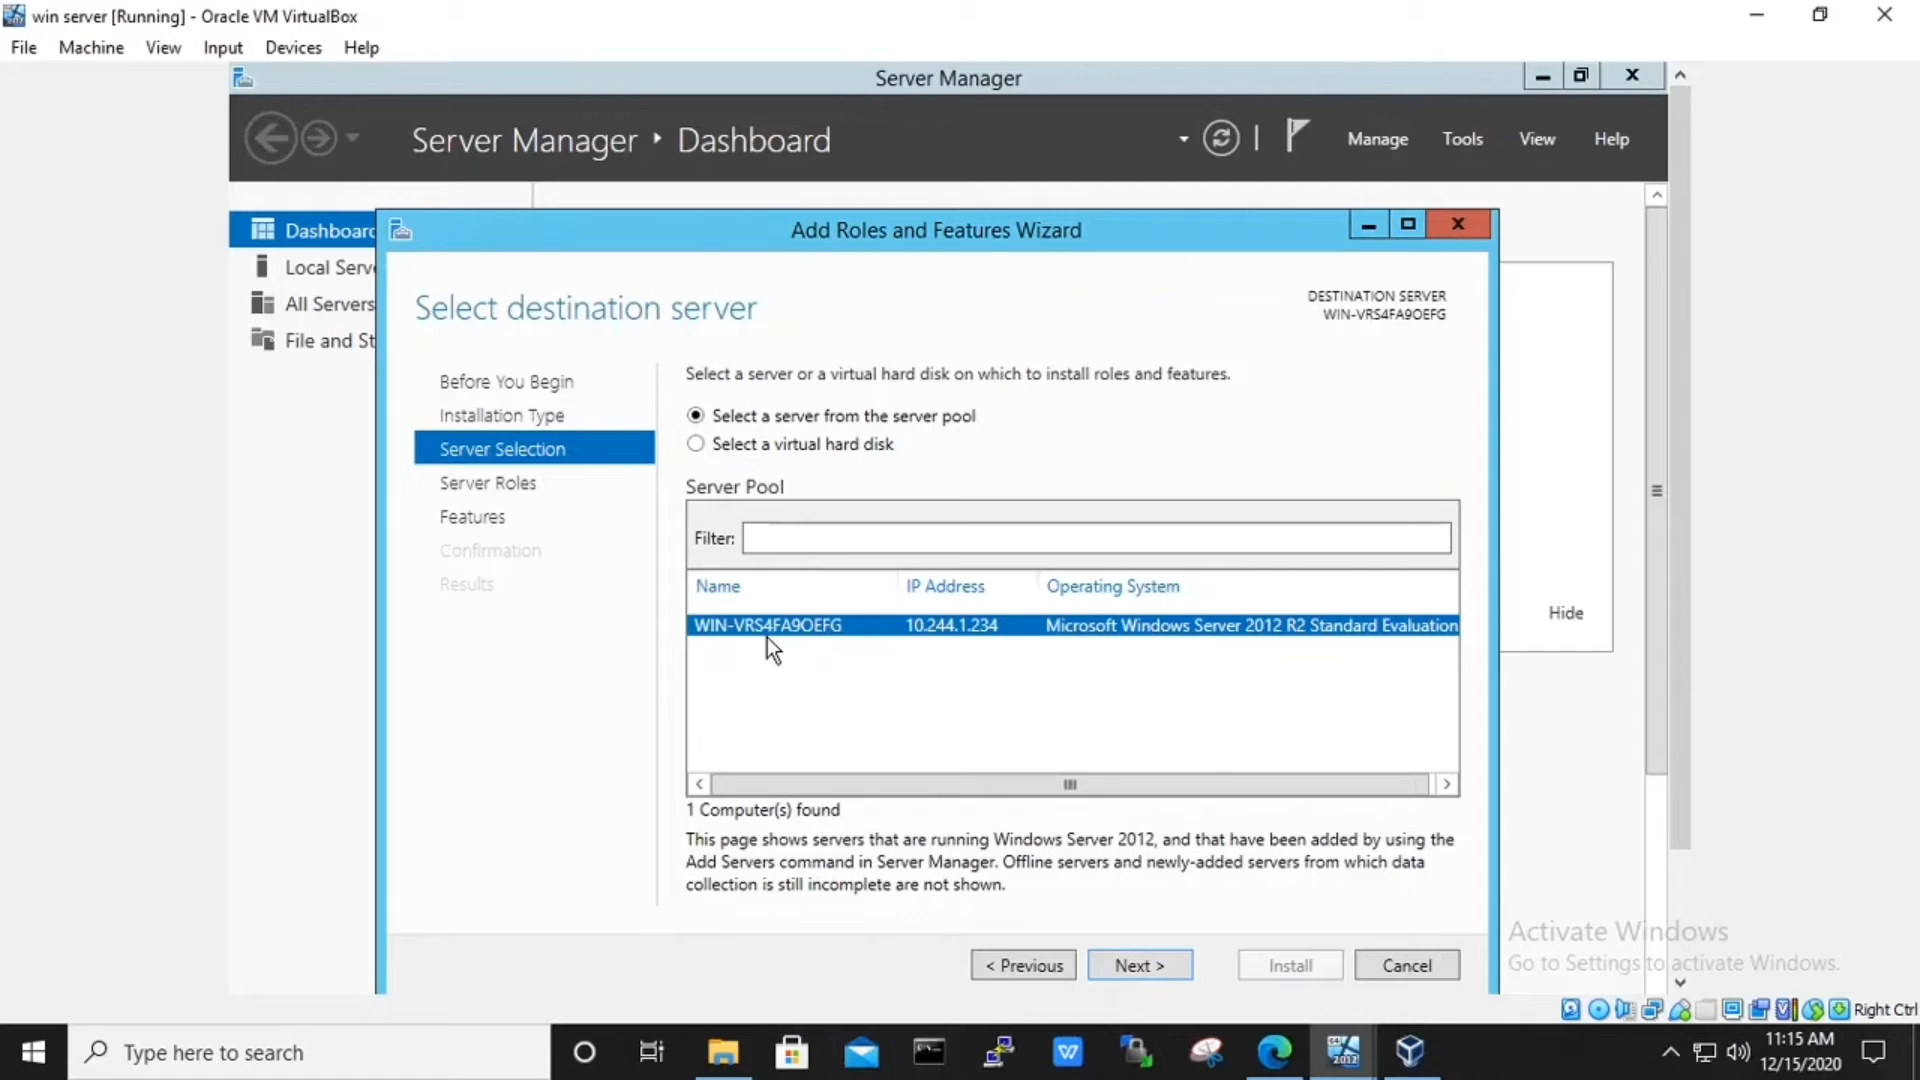 win server [Running] - Oracle VM VirtualBox
File Machine View Input Devices Help
Server Manager
Server Manager Dashboard
Manage Tools View Help
Dashboard
Local Serve
All Servers
File and St
Add Roles and Features Wizard
Select destination server
DESTINATION SERVER
WIN-VRS4FA9OEFG
Before You Begin
Installation Type
Server Selection
Server Roles
Features
Confirmation
Results
Select a server or a virtual hard disk on which to install roles and features.
Select a server from the server pool
Select a virtual hard disk
Server Pool
Filter:
Name IP Address Operating System
WIN-VRS4FA9OEFG 10.244.1.234 Microsoft Windows Server 2012 R2 Standard Evaluation
1 Computer(s) found
This page shows servers that are running Windows Server 2012, and that have been added by using the
Add Servers command in Server Manager. Offline servers and newly-added servers from which data
collection is still incomplete are not shown.
Hide
< Previous Next > Install Cancel
Activate Windows
Go to Settings to activate Windows.
Right Ctrl
Type here to search
2012
11:15 AM
12/15/2020